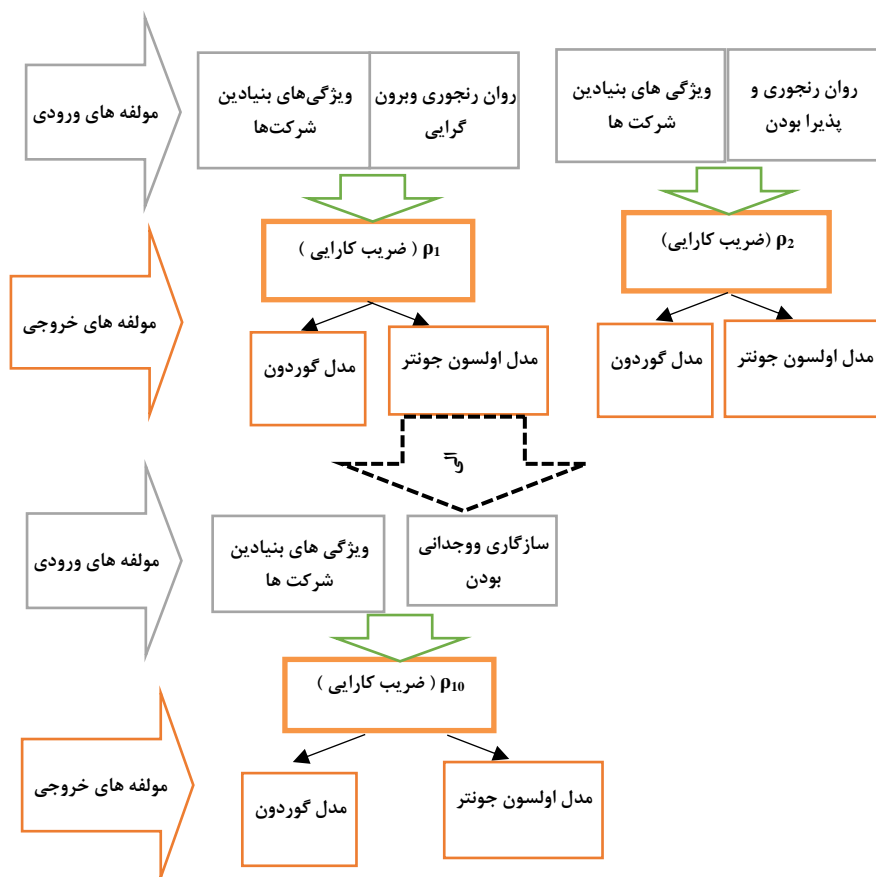 مولفه های ورودی
روان رنجوری و
پذیرا بودن
ویژگی های بنیادین
شرکت ها
روان رنجوری وبرون
گرایی
ویژگی‌های بنیادین
شرکت‌ها
ρ2 (ضریب کارایی)
ρ1 ( ضریب کارایی )
مولفه های خروجی
مدل اولسون جونتر
مدل گوردون
مدل اولسون جونتر
مدل گوردون
الی
مولفه های ورودی
سازگاری ووجدانی
بودن
ویژگی های بنیادین
شرکت ها
ρ10 ( ضریب کارایی )
مولفه های خروجی
مدل اولسون جونتر
مدل گوردون